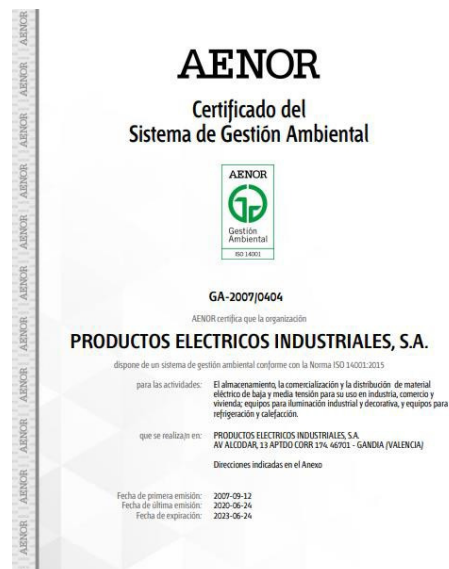 AENOR
Certificado del
Sistema de Gestión Ambiental
AENOR
Gestión
Ambiental
ISO 14001
GA-2007/0404
AENOR certifica que la organización
PRODUCTOS ELECTRICOS INDUSTRIALES, S.A.
dispone de un sistema de gestión ambiental conforme con la Norma ISO 14001:2015
para las actividades: El almacenamiento, la comercialización y la distribución de material
eléctrico de baja y media tensión para su uso en industria, comercio y
vivienda; equipos para iluminación industrial y decorativa, y equipos para
refrigeración y calefacción.
que se realiza/n en: PRODUCTOS ELECTRICOS INDUSTRIALES, S.A.
AV ALCODAR, 13 APTDO CORR 174. 46701 - GANDIA (VALENCIA)
Direcciones indicadas en el Anexo
Fecha de primera emisión: 2007-09-12
Fecha de última emisión: 2020-06-24
Fecha de expiración: 2023-06-24
AENOR AENOR AENOR AENOR AENOR AENOR AENOR AENOR AENOR AENOR AENOR